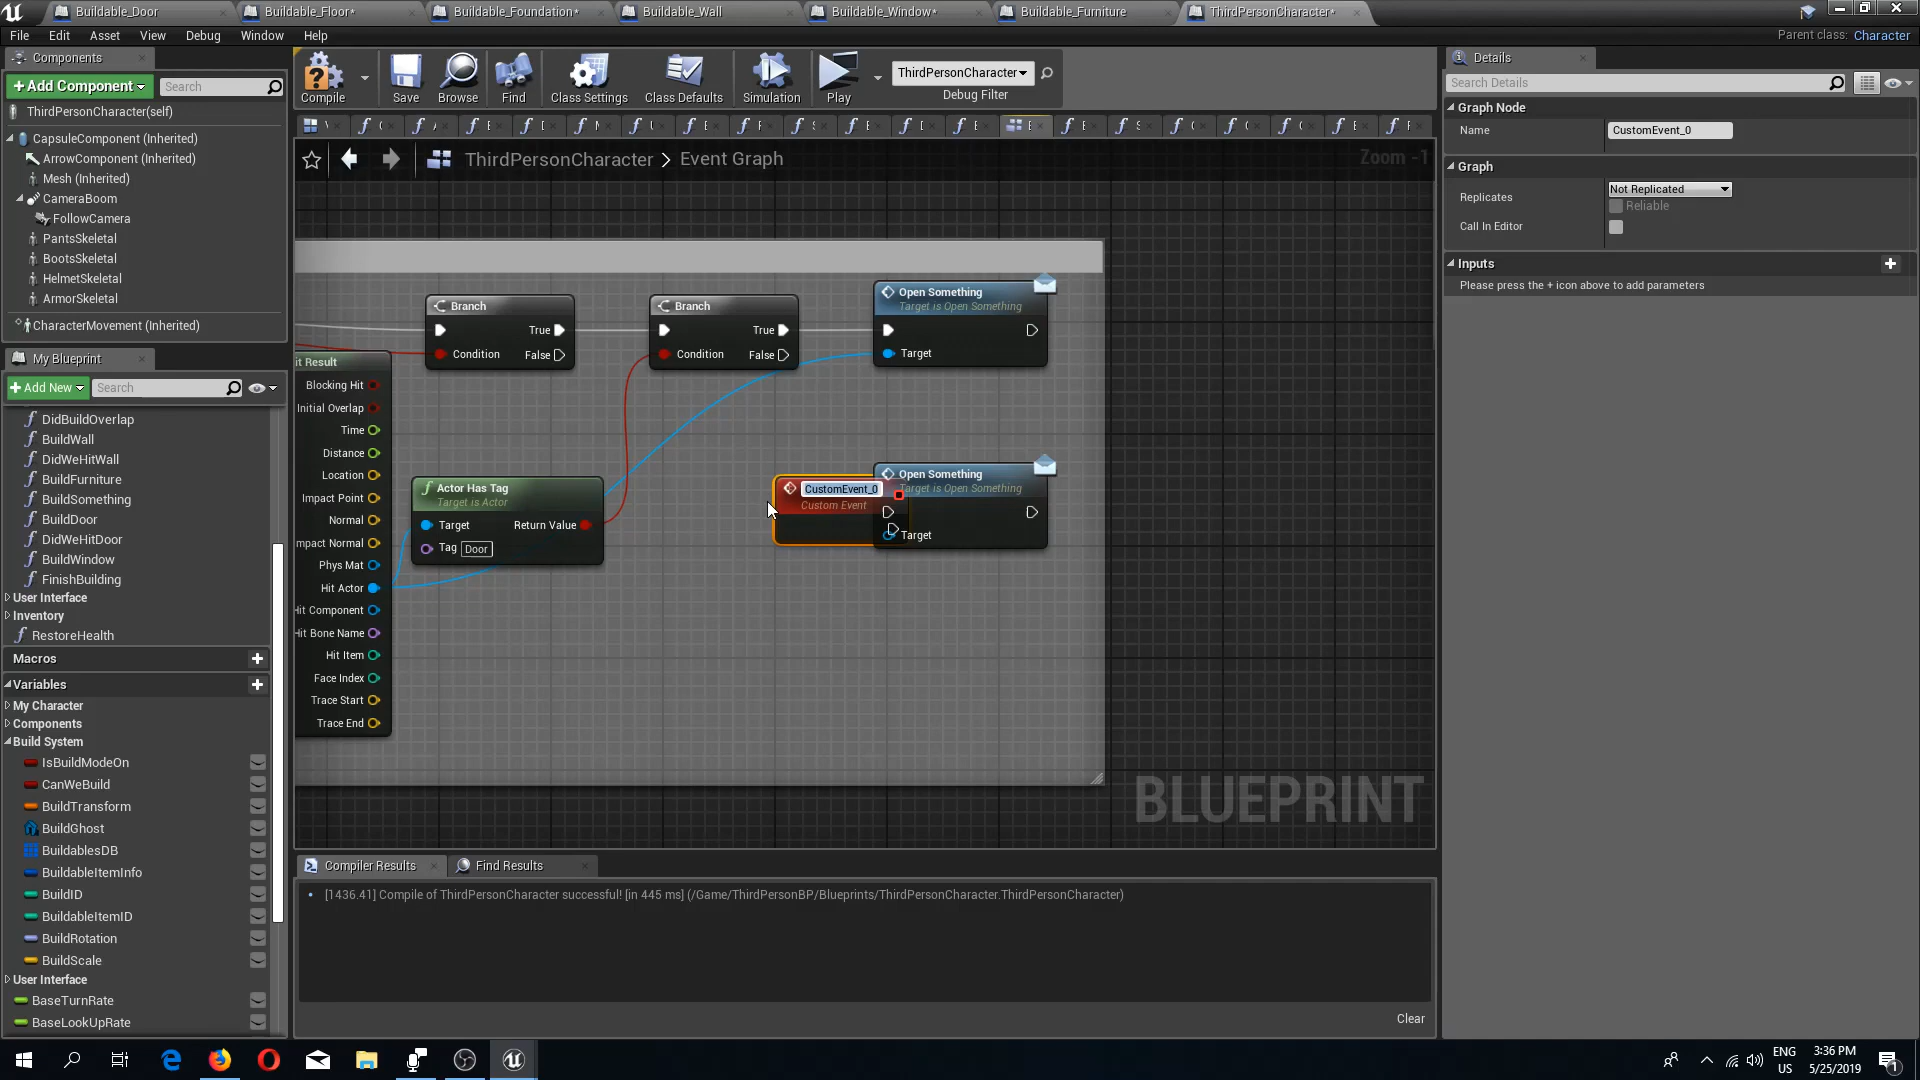 Buildable_Door
Buildable_Floor*
Buildable_Foundation*
Buildable_Wall
Buildable_Window*
Buildable_Furniture
ThirdPersonCharacter*
File Edit Asset View Debug Window Help
Parent class: Character
Components
+Add Component
Search
ThirdPersonCharacter(self)
CapsuleComponent (Inherited)
ArrowComponent (Inherited)
Mesh (Inherited)
CameraBoom
FollowCamera
PantsSkeletal
BootsSkeletal
HelmetSkeletal
ArmorSkeletal
CharacterMovement (Inherited)
My Blueprint
+Add New
Search
DidBuildOverlap
BuildWall
DidWeHitWall
BuildFurniture
BuildSomething
BuildDoor
DidWeHitDoor
BuildWindow
FinishBuilding
User Interface
Inventory
RestoreHealth
Macros
Variables
My Character
Components
Build System
IsBuildModeOn
CanWeBuild
BuildTransform
BuildGhost
BuildablesDB
BuildableItemInfo
BuildID
BuildableItemID
BuildRotation
BuildScale
User Interface
BaseTurnRate
BaseLookUpRate
Compile
Save
Browse
Find
Class Settings
Class Defaults
Simulation
Play
ThirdPersonCharacter
Debug Filter
ThirdPersonCharacter > Event Graph
Zoom -1
Branch
True
Condition
False
Branch
True
Condition
False
Open Something
Target is Open Something
Target
it Result
Blocking Hit
Initial Overlap
Time
Distance
Location
Impact Point
Normal
mpact Normal
Phys Mat
Hit Actor
Hit Component
Hit Bone Name
Hit Item
Face Index
Trace Start
Trace End
Actor Has Tag
Target is Actor
Target
Return Value
Tag Door
CustomEvent_0
Custom Event
Open Something
Target is Open Something
Target
BLUEPRINT
Compiler Results
Find Results
[1436.41] Compile of ThirdPersonCharacter successful! [in 445 ms] (/Game/ThirdPersonBP/Blueprints/ThirdPersonCharacter.ThirdPersonCharacter)
Clear
Details
Search Details
Graph Node
Name
CustomEvent_0
Graph
Replicates
Not Replicated
Reliable
Call In Editor
Inputs
Please press the + icon above to add parameters
ENG
US
3:36 PM
5/25/2019
1